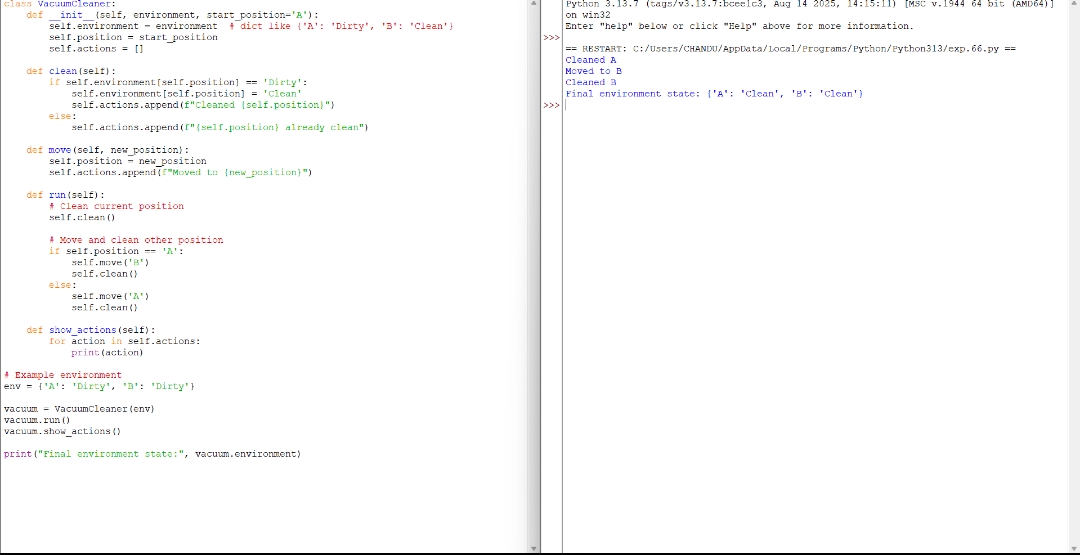 class VacuumCleaner:
    def __init__(self, environment, start_position='A'):
        self.environment = environment  # dict like {'A': 'Dirty', 'B': 'Clean'}
        self.position = start_position
        self.actions = []

    def clean(self):
        if self.environment[self.position] == 'Dirty':
            self.environment[self.position] = 'Clean'
            self.actions.append(f"Cleaned {self.position}")
        else:
            self.actions.append(f"{self.position} already clean")

    def move(self, new_position):
        self.position = new_position
        self.actions.append(f"Moved to {new_position}")

    def run(self):
        # Clean current position
        self.clean()

        # Move and clean other position
        if self.position == 'A':
            self.move('B')
            self.clean()
        else:
            self.move('A')
            self.clean()

    def show_actions(self):
        for action in self.actions:
            print(action)

# Example environment
env = {'A': 'Dirty', 'B': 'Dirty'}

vacuum = VacuumCleaner(env)
vacuum.run()
vacuum.show_actions()

print("Final environment state:", vacuum.environment)
Python 3.13.7 (tags/v3.13.7:bcee1c3, Aug 14 2025, 14:15:11) [MSC v.1944 64 bit (AMD64)]
on win32
Enter "help" below or click "Help" above for more information.
>>>
== RESTART: C:/Users/CHANDU/AppData/Local/Programs/Python/Python313/exp.66.py ==
Cleaned A
Moved to B
Cleaned B
Final environment state: {'A': 'Clean', 'B': 'Clean'}
>>>